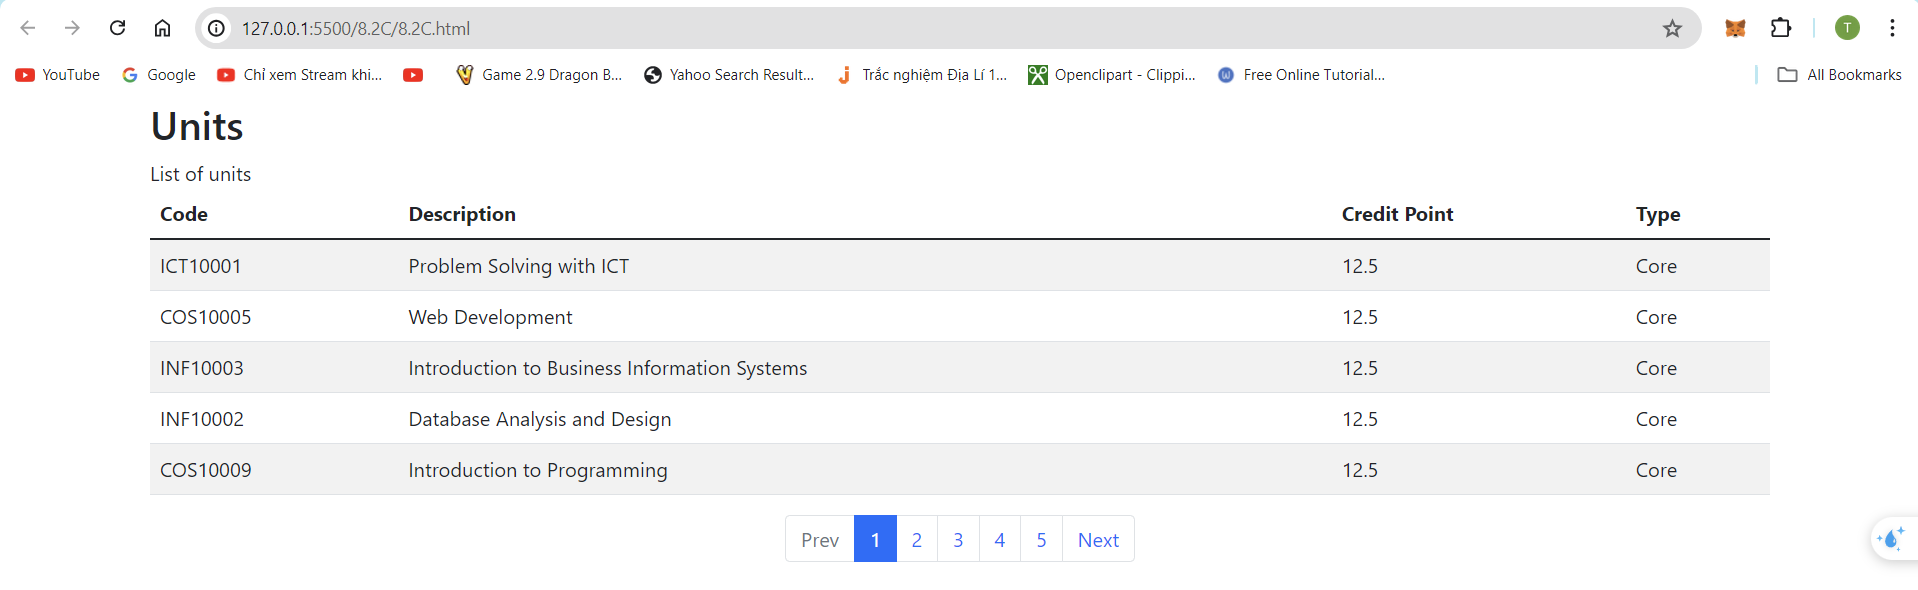 127.0.0.1:5500/8.2C/8.2C.html
T
YouTube Google Chỉ xem Stream khi... Game 2.9 Dragon B... Yahoo Search Result... Trắc nghiệm Địa Lí 1... Openclipart - Clippi... Free Online Tutorial... All Bookmarks
Units
List of units
Code Description Credit Point Type
ICT10001 Problem Solving with ICT 12.5 Core
COS10005 Web Development 12.5 Core
INF10003 Introduction to Business Information Systems 12.5 Core
INF10002 Database Analysis and Design 12.5 Core
COS10009 Introduction to Programming 12.5 Core
Prev 1 2 3 4 5 Next